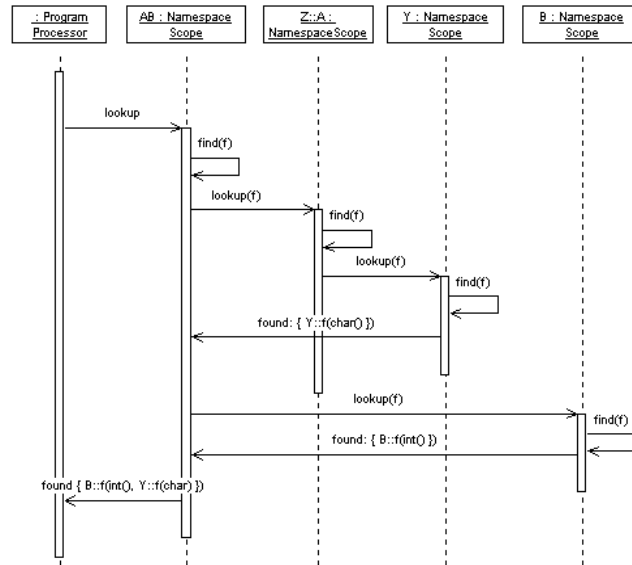 : Program
Processor
AB : Namespace
Scope
Z::A :
NamespaceScope
Y : Namespace
Scope
B : Namespace
Scope
lookup
find(f)
lookup(f)
find(f)
lookup(f)
find(f)
found: { Y::f(char() })
lookup(f)
find(f)
found: { B::f(int() })
found { B::f(int(), Y::f(char) })